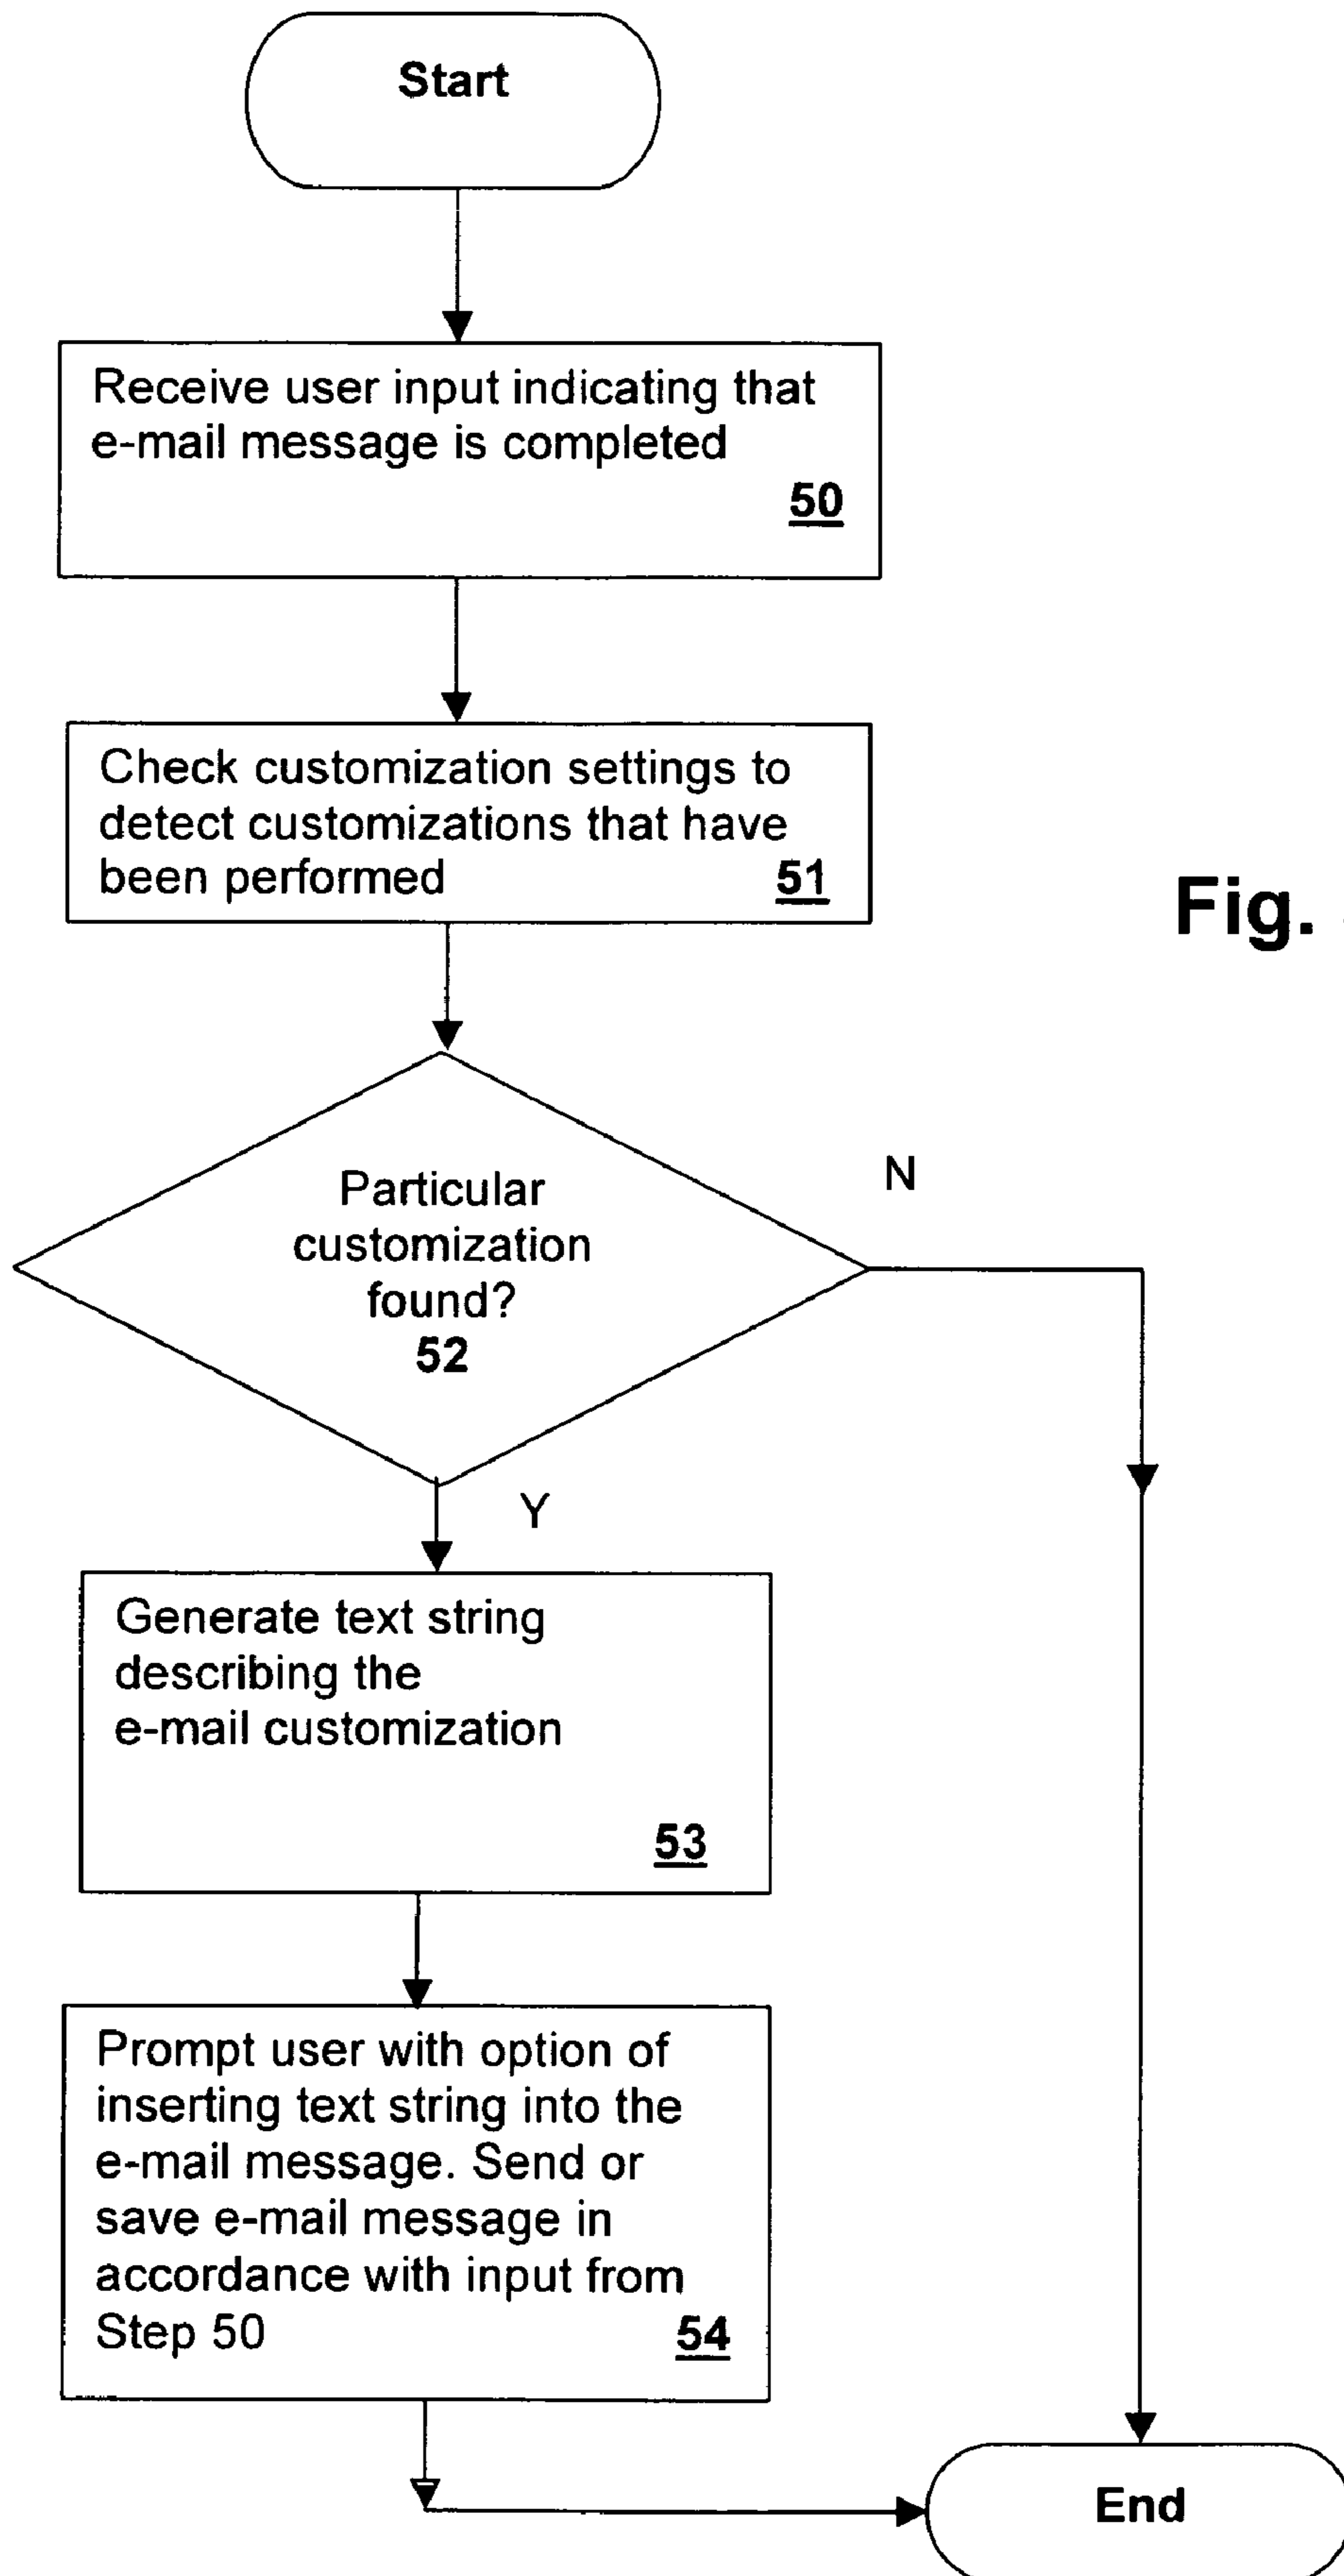 Start
Receive user input indicating that
e-mail message is completed
50
Check customization settings to
detect customizations that have
been performed 51
Fig.
Particular
customization
found?
52
N
Y
Generate text string
describing the
e-mail customization
53
Prompt user with option of
inserting text string into the
e-mail message. Send or
save e-mail message in
accordance with input from
Step 50 54
End